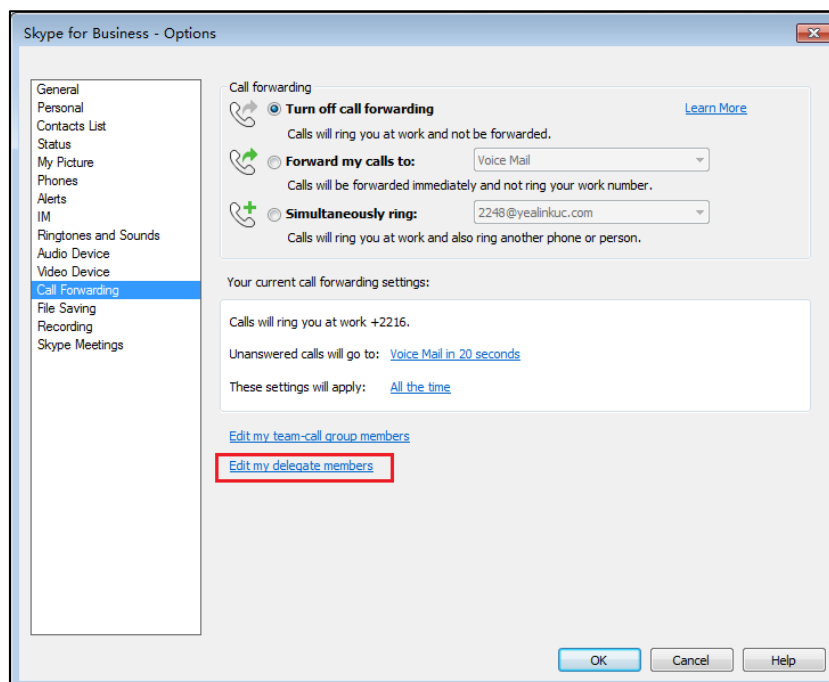 Skype for Business - Options
General
Personal
Contacts List
Status
My Picture
Phones
Alerts
IM
Ringtones and Sounds
Audio Device
Video Device
Call Forwarding
File Saving
Recording
Skype Meetings
Call forwarding
Turn off call forwarding
Learn More
Calls will ring you at work and not be forwarded.
Forward my calls to:
Voice Mail
Calls will be forwarded immediately and not ring your work number.
Simultaneously ring:
2248@yealinkuc.com
Calls will ring you at work and also ring another phone or person.
Your current call forwarding settings:
Calls will ring you at work +2216.
Unanswered calls will go to: Voice Mail in 20 seconds
These settings will apply: All the time
Edit my team-call group members
Edit my delegate members
OK
Cancel
Help